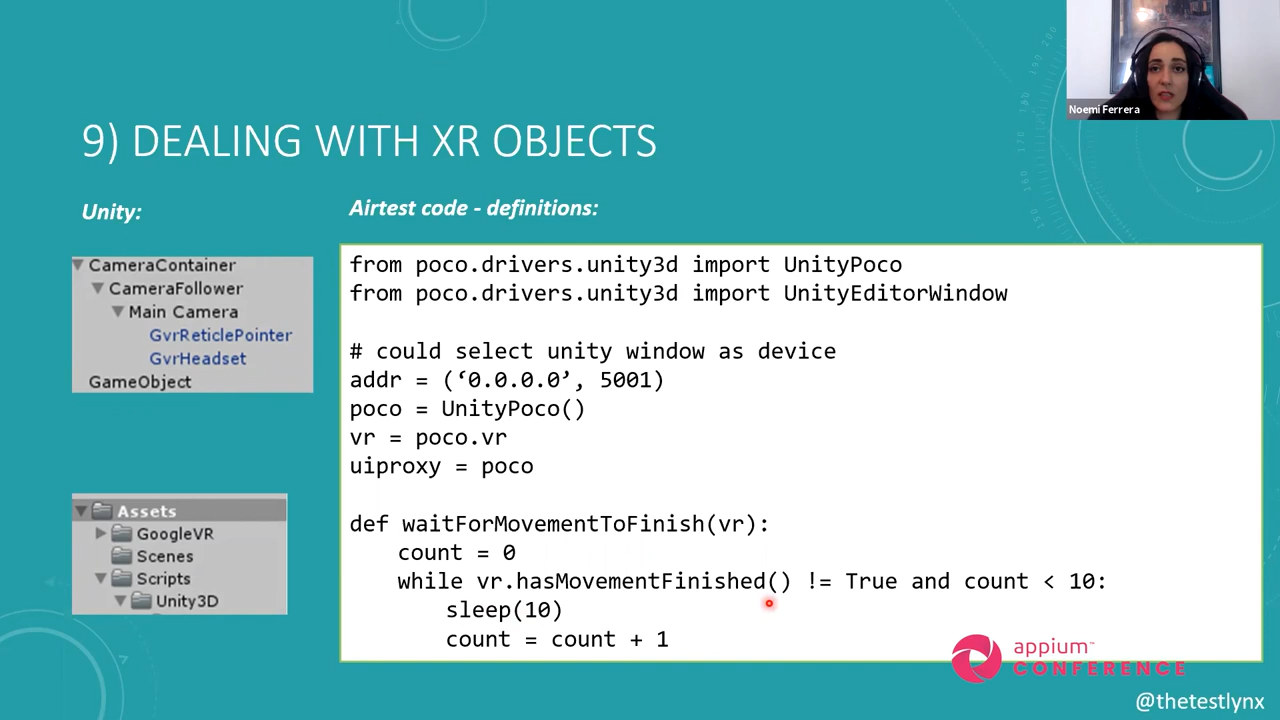 Noemi Ferrera
9) DEALING WITH XR OBJECTS
Unity:
CameraContainer
CameraFollower
Main Camera
GvrReticlePointer
GvrHeadset
GameObject
Assets
GoogleVR
Scenes
Scripts
Unity3D
Airtest code - definitions:
from poco.drivers.unity3d import UnityPoco
from poco.drivers.unity3d import UnityEditorWindow
# could select unity window as device
addr = (‘0.0.0.0’, 5001)
poco = UnityPoco()
vr = poco.vr
uiproxy = poco
def waitForMovementToFinish(vr):
count = 0
while vr.hasMovementFinished() != True and count < 10:
sleep(10)
count = count + 1
appium™
CONFERENCE
@thetestlynx